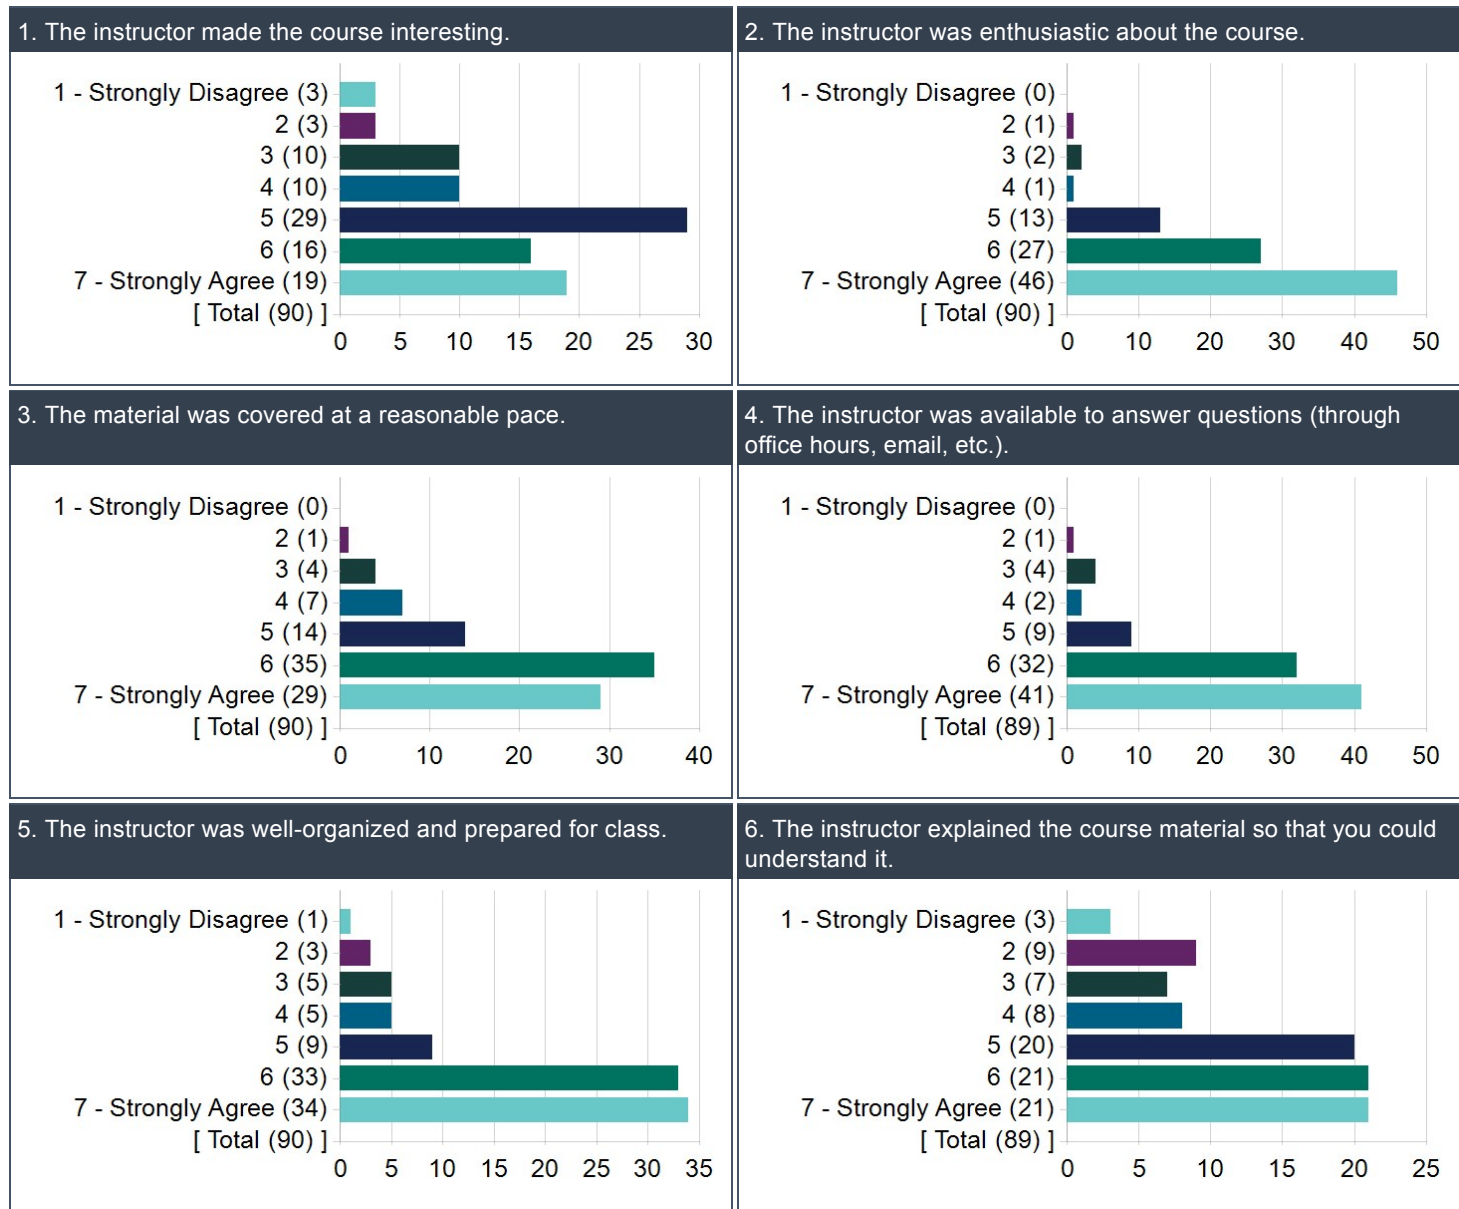 1. The instructor made the course interesting.
1 - Strongly Disagree (3)
2 (3)
3 (10)
4 (10)
5 (29)
6 (16)
7 - Strongly Agree (19)
[ Total (90) ]
0 5 10 15 20 25 30
2. The instructor was enthusiastic about the course.
1 - Strongly Disagree (0)
2 (1)
3 (2)
4 (1)
5 (13)
6 (27)
7 - Strongly Agree (46)
[ Total (90) ]
0 10 20 30 40 50
3. The material was covered at a reasonable pace.
1 - Strongly Disagree (0)
2 (1)
3 (4)
4 (7)
5 (14)
6 (35)
7 - Strongly Agree (29)
[ Total (90) ]
0 10 20 30 40
4. The instructor was available to answer questions (through
office hours, email, etc.).
1 - Strongly Disagree (0)
2 (1)
3 (4)
4 (2)
5 (9)
6 (32)
7 - Strongly Agree (41)
[ Total (89) ]
0 10 20 30 40 50
5. The instructor was well-organized and prepared for class.
1 - Strongly Disagree (1)
2 (3)
3 (5)
4 (5)
5 (9)
6 (33)
7 - Strongly Agree (34)
[ Total (90) ]
0 5 10 15 20 25 30 35
6. The instructor explained the course material so that you could
understand it.
1 - Strongly Disagree (3)
2 (9)
3 (7)
4 (8)
5 (20)
6 (21)
7 - Strongly Agree (21)
[ Total (89) ]
0 5 10 15 20 25